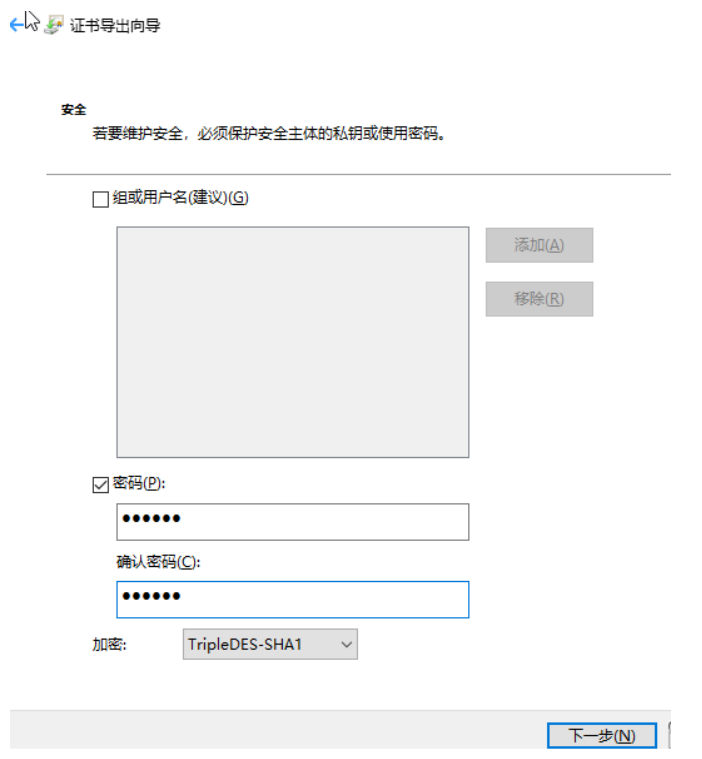 证书导出向导
安全
若要维护安全，必须保护安全主体的私钥或使用密码。
组或用户名(建议)(G)
添加(A)
移除(R)
密码(P):
●●●●●●
确认密码(C):
●●●●●●
加密: TripleDES-SHA1
下一步(N)